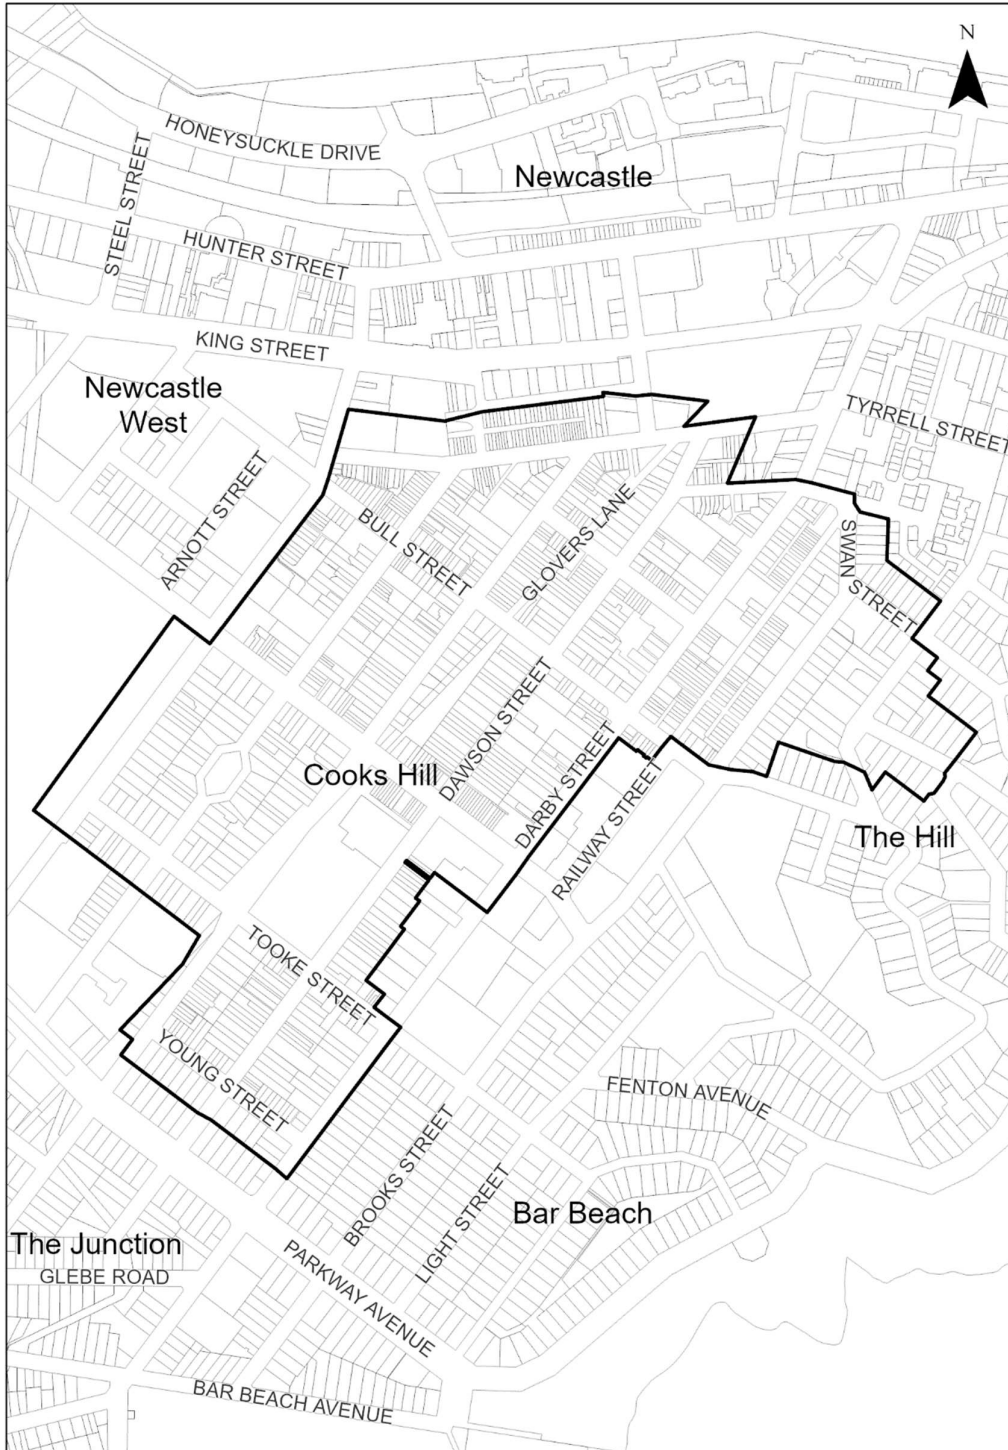 N
HONEYSUCKLE DRIVE
Newcastle
STEEL STREET
HUNTER STREET
KING STREET
Newcastle
West
TYRRELL STREET
ARNOTT STREET
BULL STREET
GLOVERS LANE
SWAN
STREET
DAWSON STREET
Cooks Hill
DARBY STREET
RAILWAY STREET
The Hill
TOOKE STREET
YOUNG STREET
FENTON AVENUE
BROOKS STREET
LIGHT STREET
Bar Beach
The Junction
GLEBE ROAD
PARKWAY AVENUE
BAR BEACH AVENUE